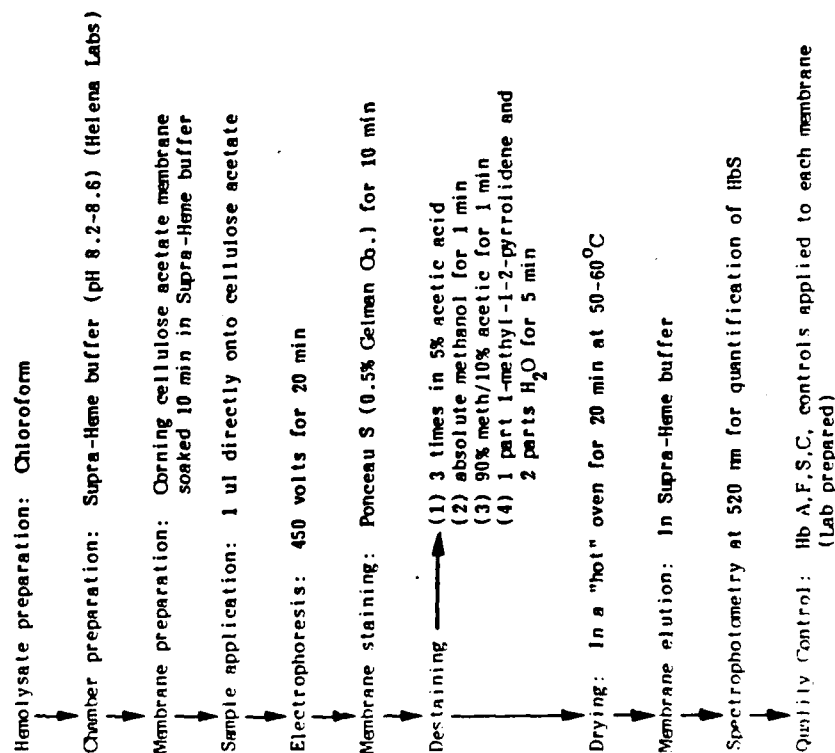 Hemolysate preparation: Chloroform
Chamber preparation: Supra-Heme buffer (pH 8.2-8.6) (Helena Labs)
Membrane preparation: Corning cellulose acetate membrane
soaked 10 min in Supra-Heme buffer
Sample application: 1 ul directly onto cellulose acetate
Electrophoresis: 450 volts for 20 min
Membrane staining: Ponceau S (0.5% Gelman Co.) for 10 min
Destaining
(1) 3 times in 5% acetic acid
(2) absolute methanol for 1 min
(3) 90% meth/10% acetic for 1 min
(4) 1 part 1-methyl-1-2-pyrrolidene and
2 parts H2O for 5 min
Drying: In a "hot" oven for 20 min at 50-60°C
Membrane elution: In Supra-Heme buffer
Spectrophotometry at 520 nm for quantification of HbS
Quality Control: Hb A,F,S,C, controls applied to each membrane
(Lab prepared)